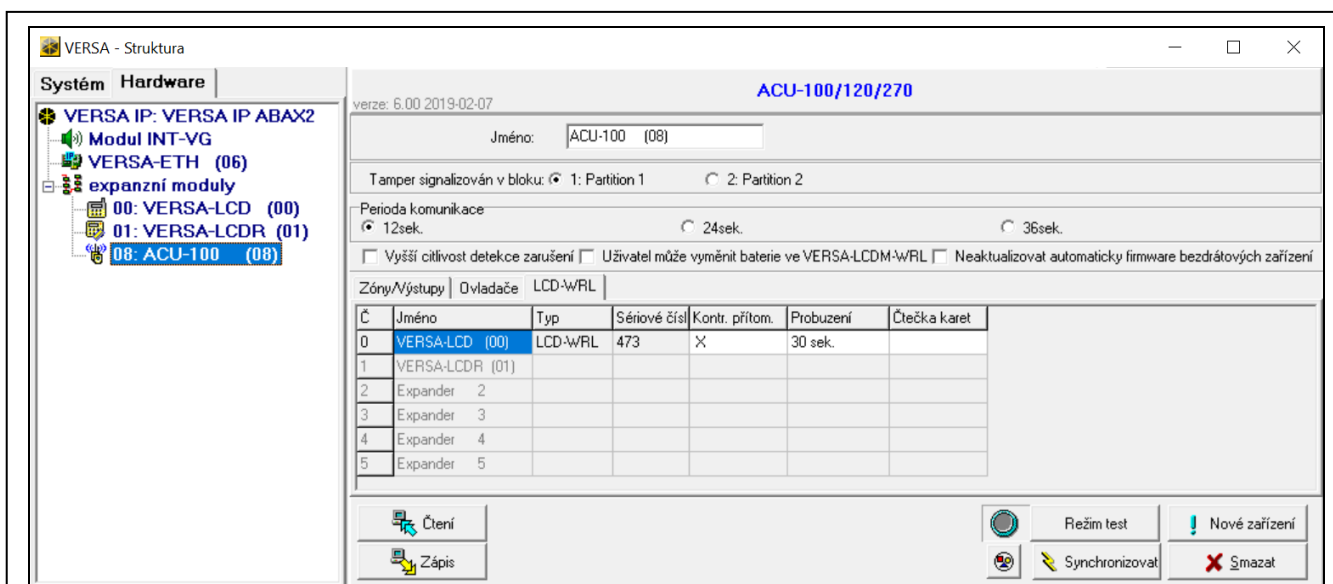 VERSA - Struktura
Systém Hardware
VERSA IP: VERSA IP ABAX2
Modul INT-VG
VERSA-ETH (06)
expanzní moduly
00: VERSA-LCD (00)
01: VERSA-LCDR (01)
08: ACU-100 (08)
ACU-100/120/270
verze: 6.00 2019-02-07
Jméno: ACU-100 (08)
Tamper signalizován v bloku: 1: Partition 1 2: Partition 2
Perioda komunikace
12sek. 24sek. 36sek.
Vyšší citlivost detekce zarušení Uživatel může vyměnit baterie ve VERSA-LCDM-WRL Neaktualizovat automaticky firmware bezdrátových zařízení
Zóny/Výstupy Ovladače LCD-WRL
Č Jméno Typ Sériové čísl Kontr. přítom. Probuzení Čtečka karet
0 VERSA-LCD (00) LCD-WRL 473 X 30 sek.
1 VERSA-LCDR (01)
2 Expander 2
3 Expander 3
4 Expander 4
5 Expander 5
Čtení Režim test Nové zařízení
Zápis Synchronizovat Smazat